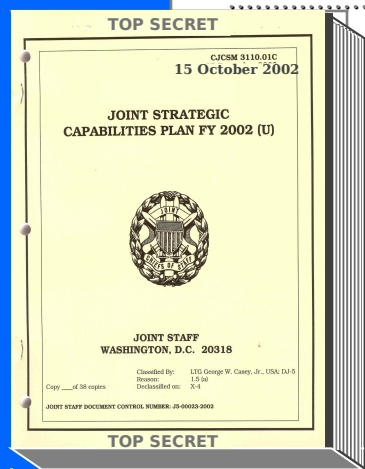 TOP SECRET
CJCSM 3110.01C
15 October 2002
JOINT STRATEGIC
CAPABILITIES PLAN FY 2002 (U)
JOINT
CHIEFS OF STAFF
JOINT STAFF
WASHINGTON, D.C. 20318
Classified By: LTG George W. Casey, Jr., USA: DJ-5
Reason: 1.5 (a)
Copy ___of 38 copies Declassified on: X-4
JOINT STAFF DOCUMENT CONTROL NUMBER: J5-00023-2002
TOP SECRET